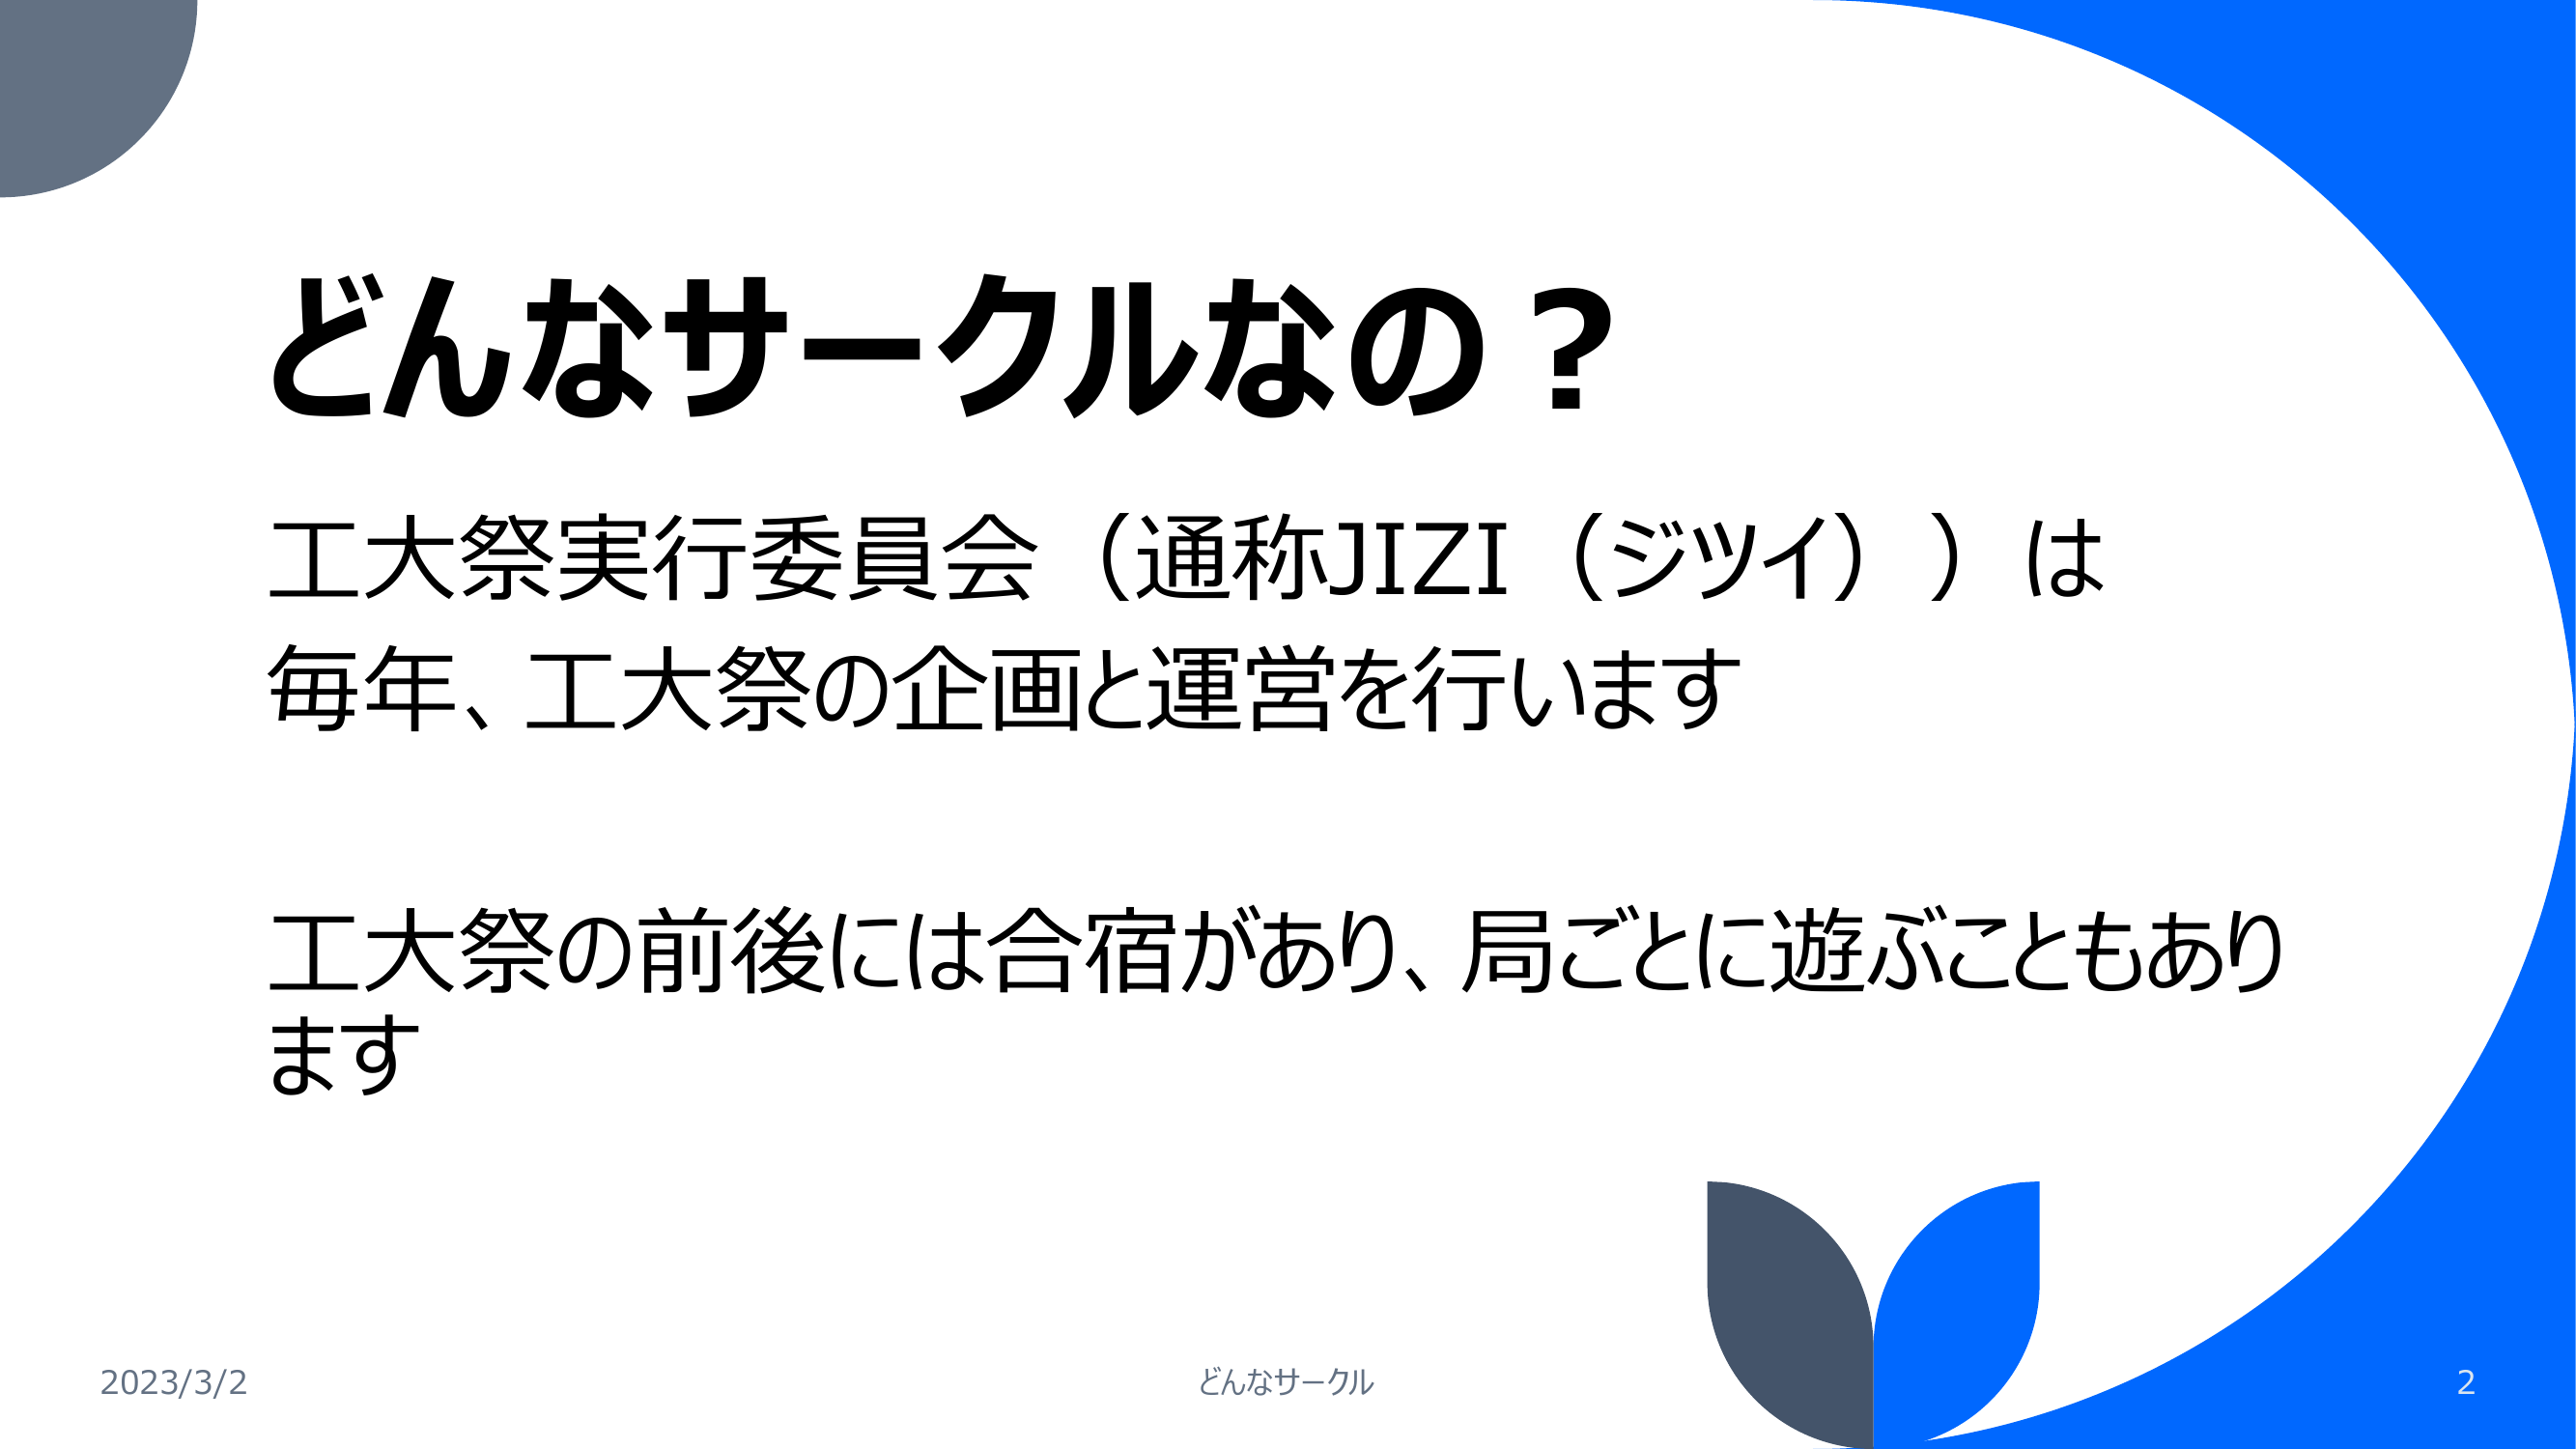 どんなサークルなの？
工大祭実行委員会（通称JIZI（ジツイ））は
毎年、工大祭の企画と運営を行います
工大祭の前後には合宿があり、局ごとに遊ぶこともあり
ます
2023/3/2
どんなサークル
2